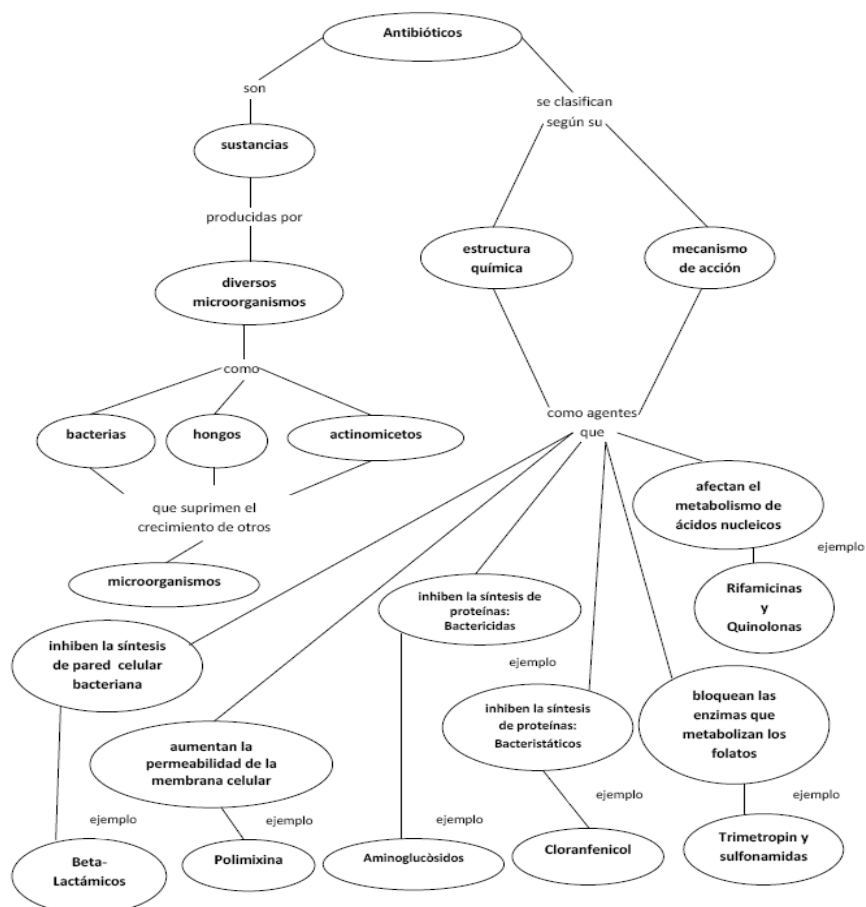 Antibióticos
son
se clasifican
según su
sustancias
producidas por
estructura
química
mecanismo
de acción
diversos
microorganismos
como
bacterias
hongos
actinomicetos
como agentes
que
que suprimen el
crecimiento de otros
microorganismos
afectan el
metabolismo de
ácidos nucleicos
ejemplo
Rifamicinas
y
Quinolonas
inhiben la síntesis de
proteínas:
Bactericidas
ejemplo
inhiben la síntesis
de pared celular
bacteriana
inhiben la síntesis
de proteínas:
Bacteristáticos
bloquean las
enzimas que
metabolizan los
folatos
aumentan la
permeabilidad de la
membrana celular
ejemplo
ejemplo
ejemplo
ejemplo
ejemplo
Beta-
Lactámicos
Polimixina
Aminoglucòsidos
Cloranfenicol
Trimetropin y
sulfonamidas